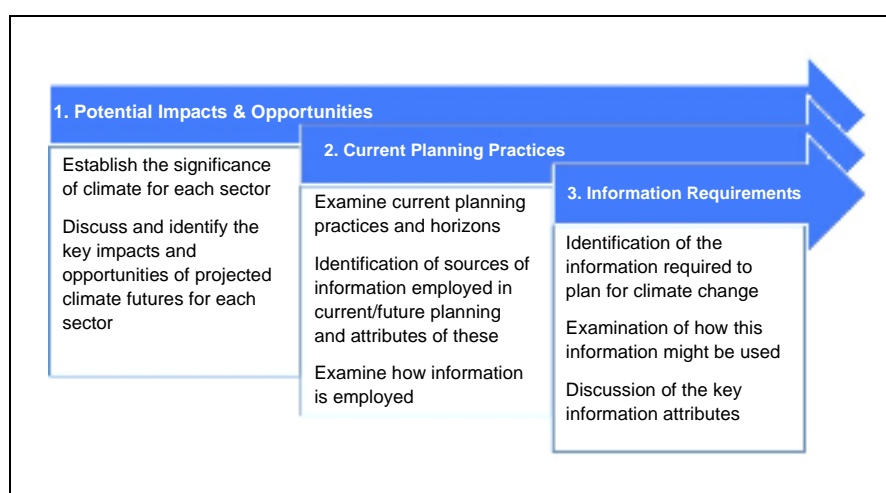 1. Potential Impacts & Opportunities
Establish the significance
of climate for each sector
Discuss and identify the
key impacts and
opportunities of projected
climate futures for each
sector
2. Current Planning Practices
Examine current planning
practices and horizons
Identification of sources of
information employed in
current/future planning
and attributes of these
Examine how information
is employed
3. Information Requirements
Identification of the
information required to
plan for climate change
Examination of how this
information might be used
Discussion of the key
information attributes